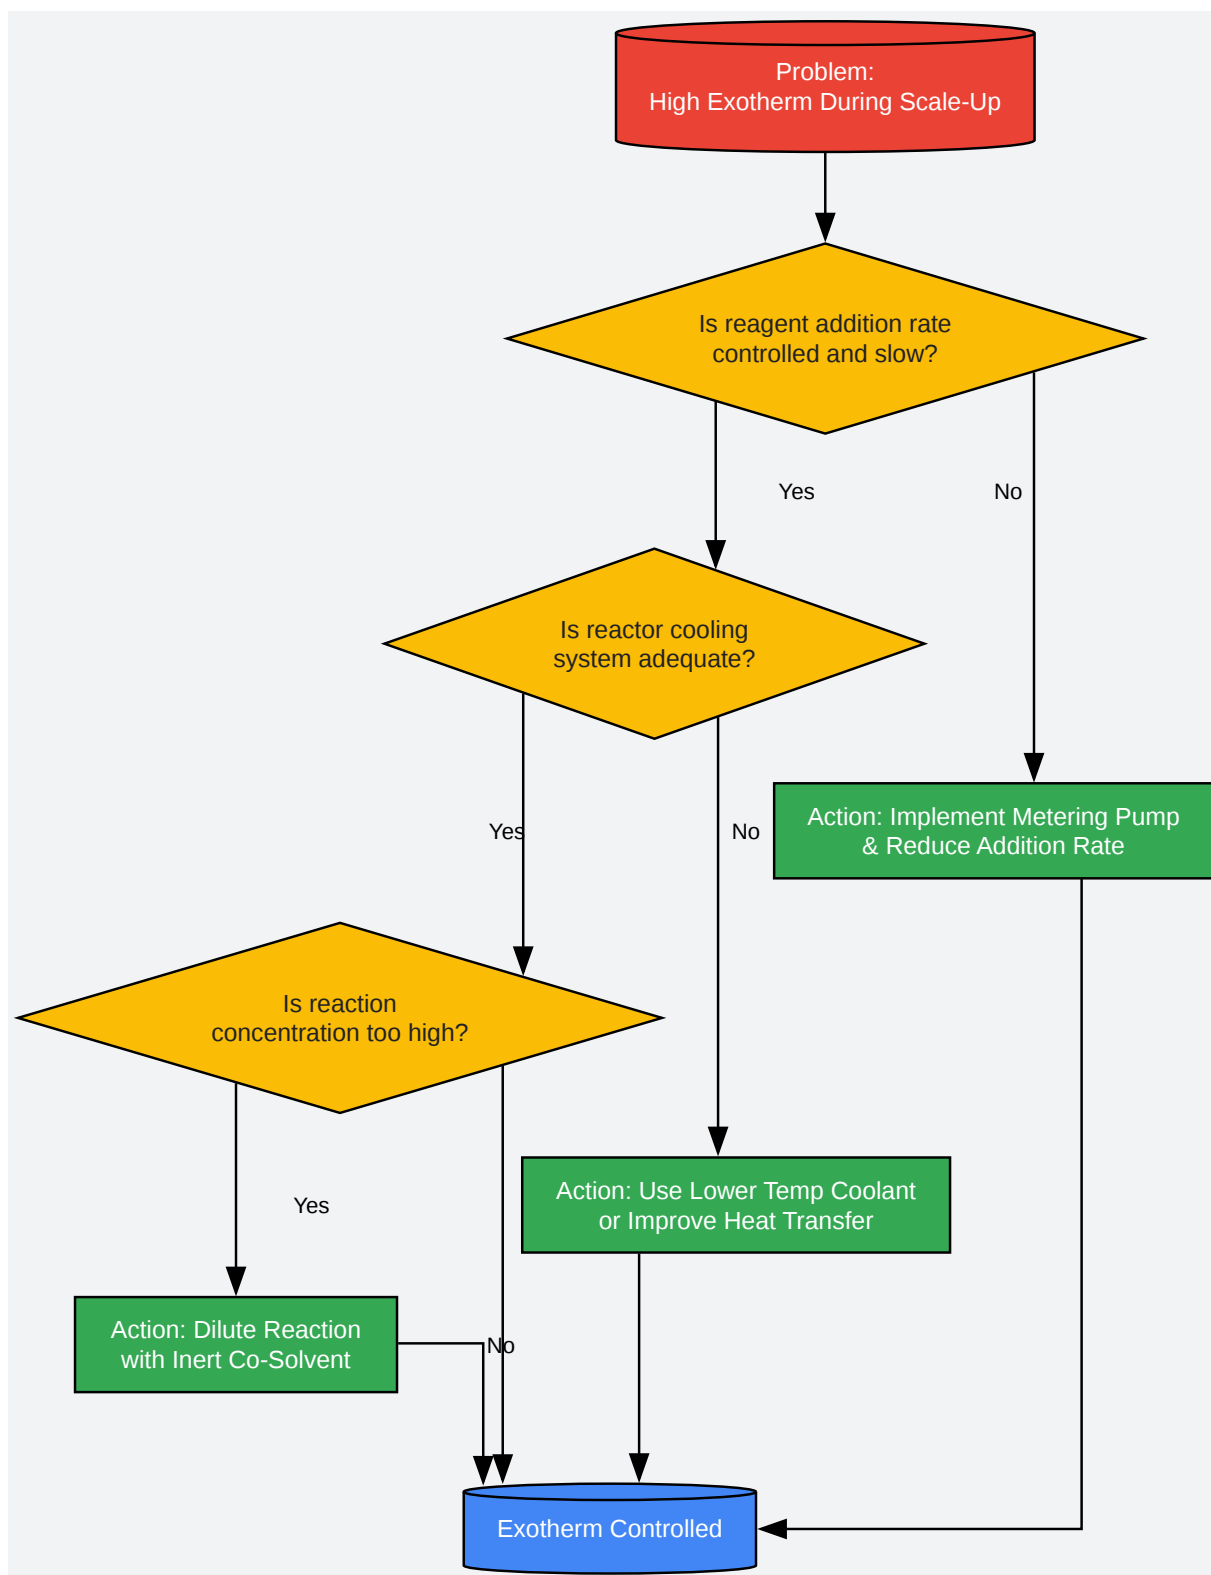 Problem:
High Exotherm During Scale-Up
Is reagent addition rate
controlled and slow?
Yes
No
Is reactor cooling
system adequate?
Yes
No
Action: Implement Metering Pump
& Reduce Addition Rate
Is reaction
concentration too high?
Yes
Action: Use Lower Temp Coolant
or Improve Heat Transfer
Action: Dilute Reaction
with Inert Co-Solvent
No
Exotherm Controlled